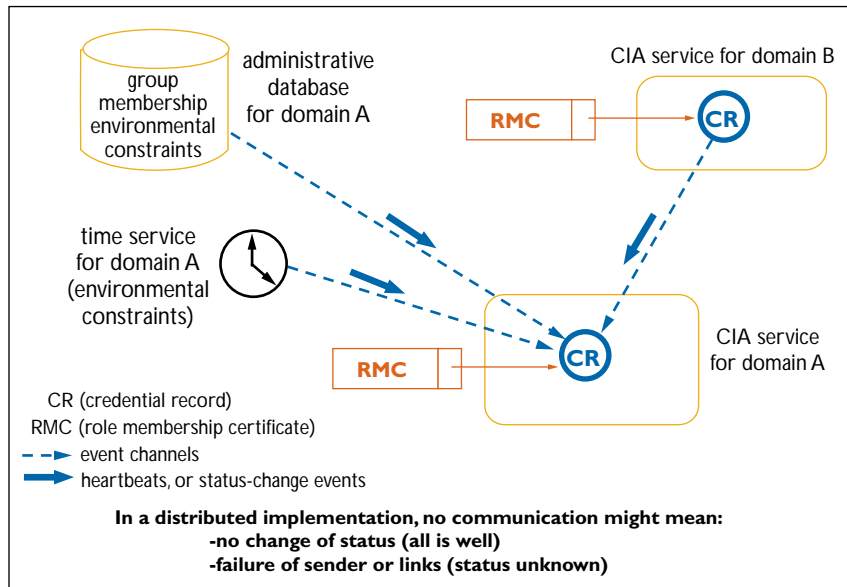 group
membership
environmental
constraints
administrative
database
for domain A
CIA service for domain B
RMC
CR
time service
for domain A
(environmental
constraints)
RMC
CR
CIA service
for domain A
CR (credential record)
RMC (role membership certificate)
event channels
heartbeats, or status-change events
In a distributed implementation, no communication might mean:
-no change of status (all is well)
-failure of sender or links (status unknown)